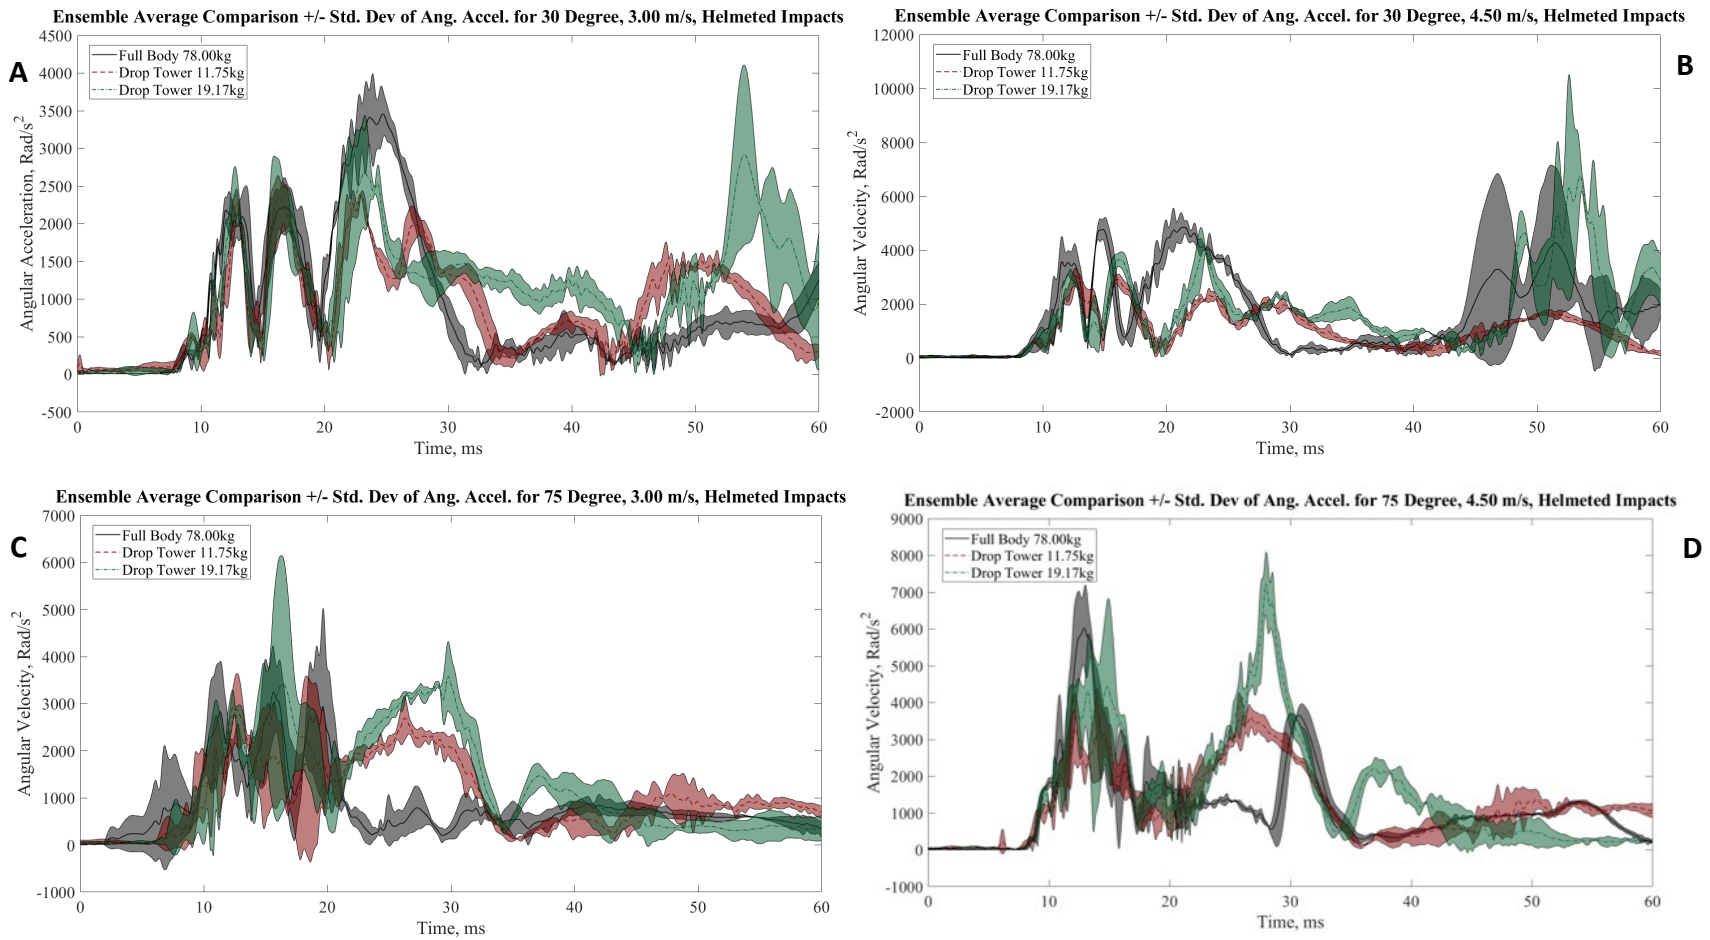 Ensemble Average Comparison +/- Std. Dev of Ang. Accel. for 30 Degree, 3.00 m/s, Helmeted Impacts
A
Full Body 78.00kg
Drop Tower 11.75kg
Drop Tower 19.17kg
Angular Acceleration, Rad/s²
4500
4000
3500
3000
2500
2000
1500
1000
500
0
-500
0 10 20 30 40 50 60
Time, ms
Ensemble Average Comparison +/- Std. Dev of Ang. Accel. for 30 Degree, 4.50 m/s, Helmeted Impacts
B
Full Body 78.00kg
Drop Tower 11.75kg
Drop Tower 19.17kg
Angular Velocity, Rad/s²
12000
10000
8000
6000
4000
2000
0
-2000
0 10 20 30 40 50 60
Time, ms
Ensemble Average Comparison +/- Std. Dev of Ang. Accel. for 75 Degree, 3.00 m/s, Helmeted Impacts
C
Full Body 78.00kg
Drop Tower 11.75kg
Drop Tower 19.17kg
Angular Velocity, Rad/s²
7000
6000
5000
4000
3000
2000
1000
0
-1000
0 10 20 30 40 50 60
Time, ms
Ensemble Average Comparison +/- Std. Dev of Ang. Accel. for 75 Degree, 4.50 m/s, Helmeted Impacts
D
Full Body 78.00kg
Drop Tower 11.75kg
Drop Tower 19.17kg
Angular Velocity, Rad/s²
9000
8000
7000
6000
5000
4000
3000
2000
1000
0
-1000
0 10 20 30 40 50 60
Time, ms